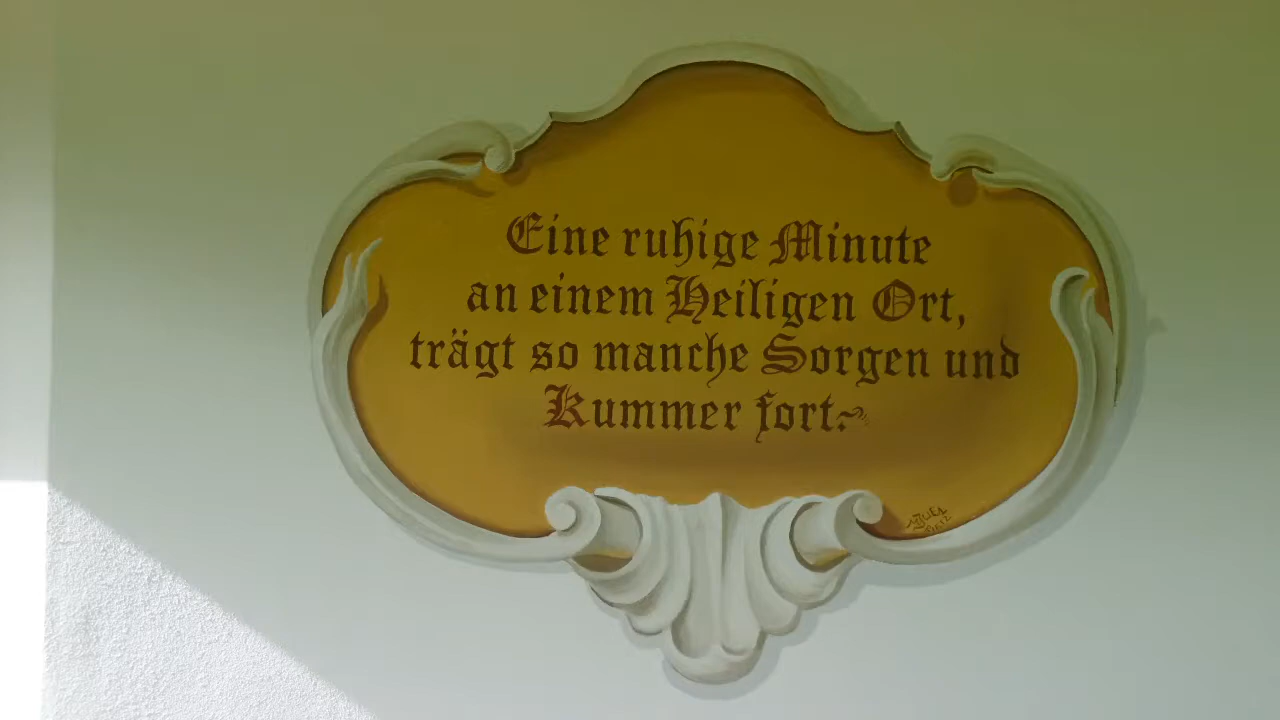 Eine ruhige Minute
an einem Heiligen Ort,
trägt so manche Sorgen und
Kummer fort.